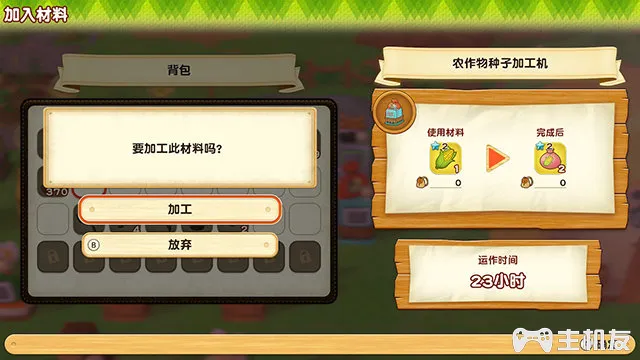 加入材料
背包
农作物种子加工机
要加工此材料吗?
使用材料
完成后
2
1
2
2
0
0
370
加工
4
2
B 放弃
运作时间
23小时
主机友